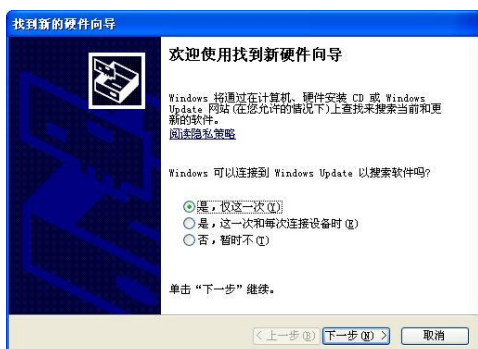 找到新的硬件向导
欢迎使用找到新硬件向导
Windows 将通过在计算机、硬件安装 CD 或 Windows
Update 网站(在您允许的情况下)上查找来搜索当前和更
新的软件。
阅读隐私策略
Windows 可以连接到 Windows Update 以搜索软件吗?
是，仅这一次(Y)
是，这一次和每次连接设备时(E)
否，暂时不(T)
单击“下一步”继续。
<上一步(B) 下一步(N)> 取消